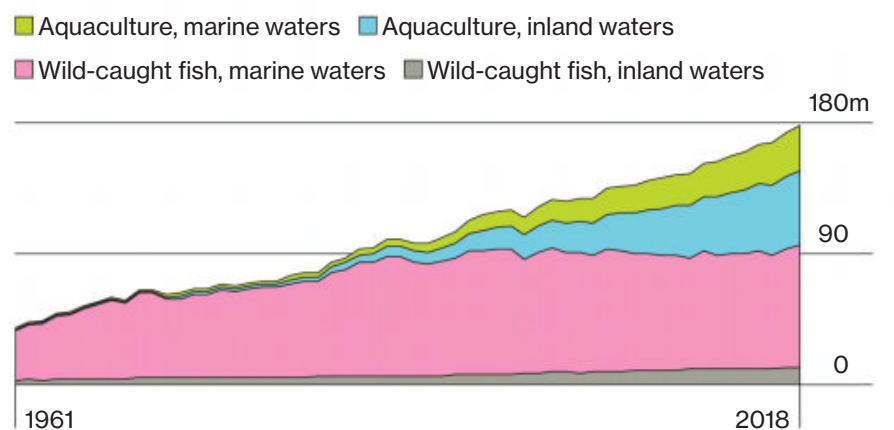 Aquaculture, marine waters Aquaculture, inland waters
Wild-caught fish, marine waters Wild-caught fish, inland waters
180m
90
0
1961 2018